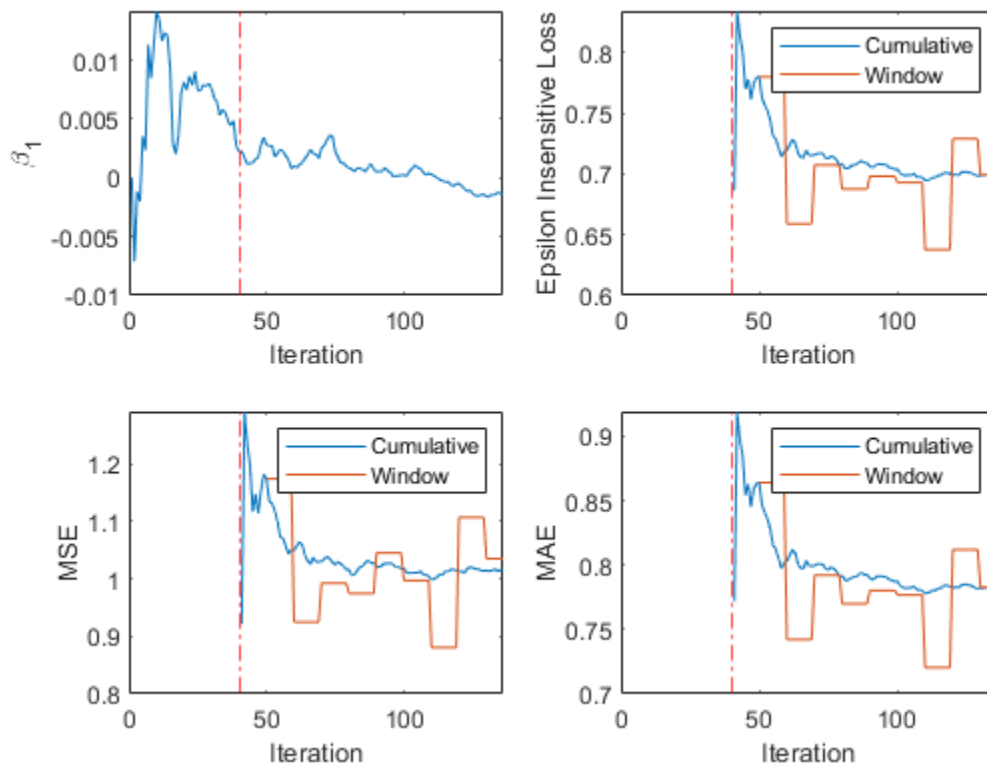 β1
0.01
0.005
0
-0.005
-0.01
0
50
100
Iteration
Epsilon Insensitive Loss
0.8
0.75
0.7
0.65
0.6
Cumulative
Window
0
50
100
Iteration
MSE
1.2
1.1
1
0.9
0.8
Cumulative
Window
0
50
100
Iteration
MAE
0.9
0.85
0.8
0.75
0.7
Cumulative
Window
0
50
100
Iteration